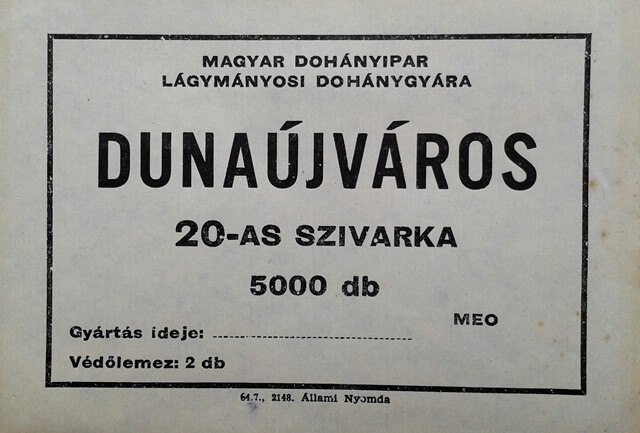 MAGYAR DOHÁNYIPAR
LÁGYMÁNYOSI DOHÁNYGYÁRA
DUNAÚJVÁROS
20-AS SZIVARKA
5000 db
MEO
Gyártás ideje: ........................................
Védőlemez: 2 db
64.7., 2148. Állami Nyomda